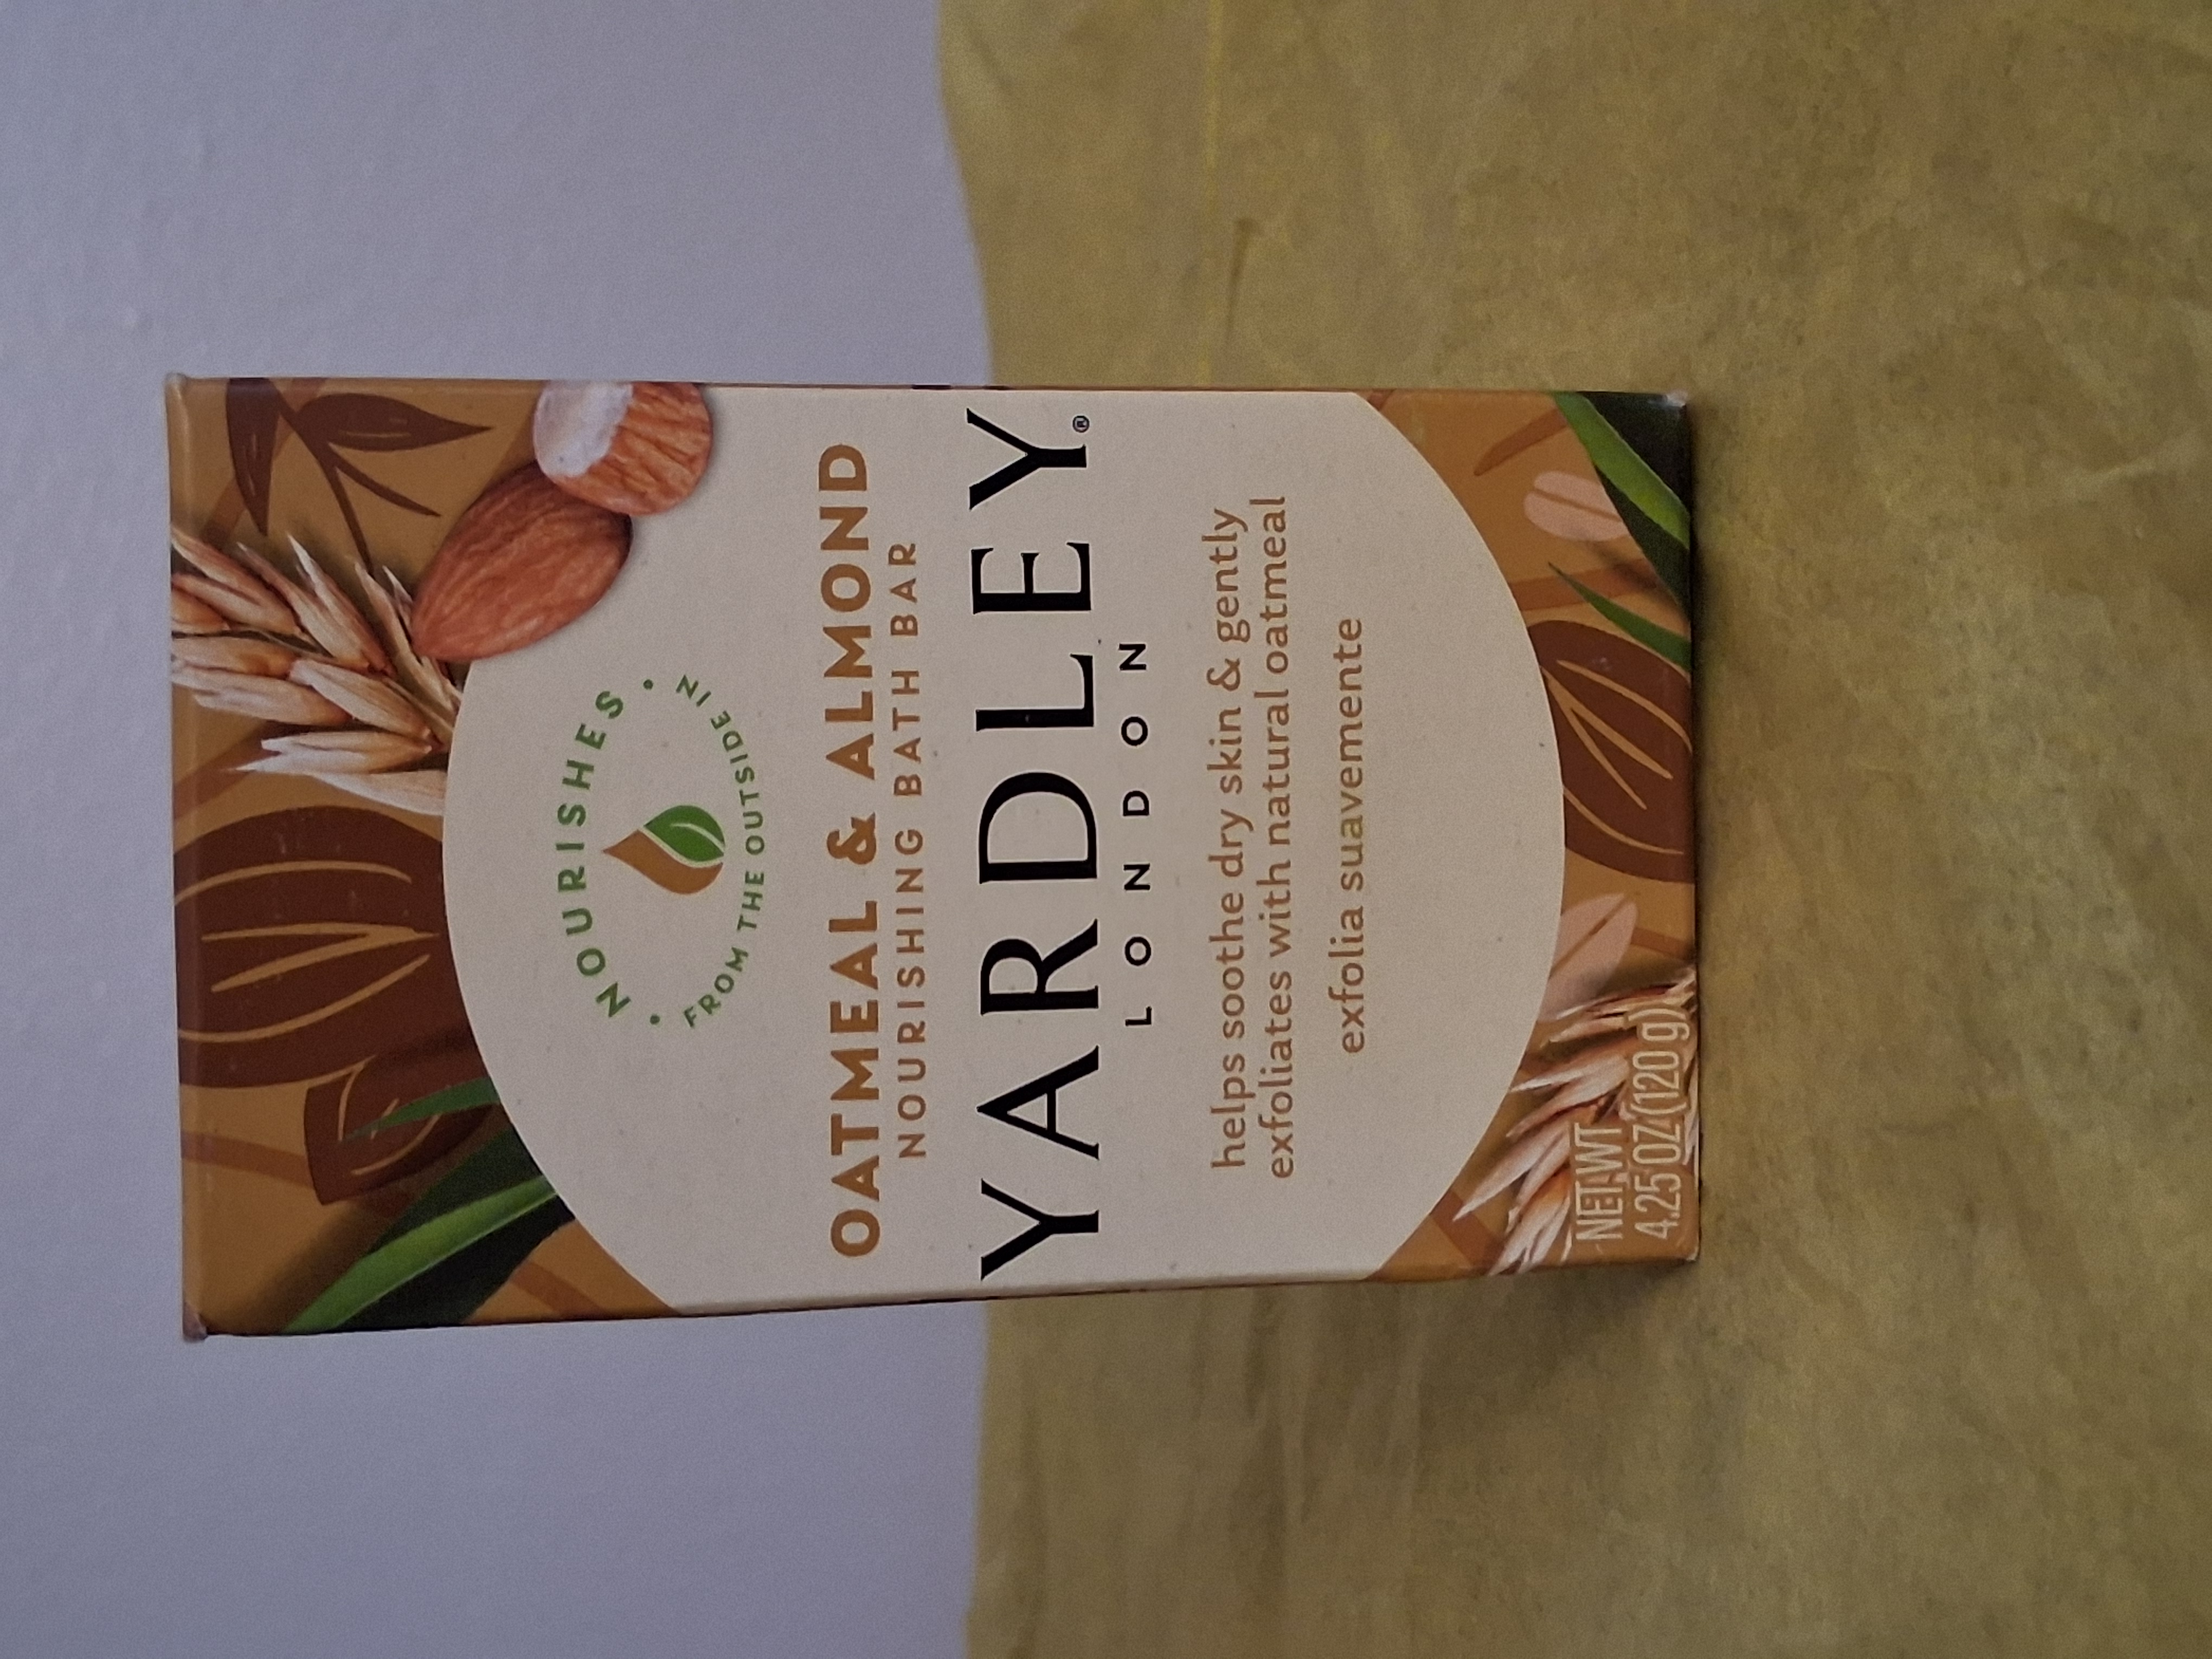 NOURISHES
FROM THE OUTSIDE IN
OATMEAL & ALMOND
NOURISHING BATH BAR
YARDLEY®
LONDON
helps soothe dry skin & gently
exfoliates with natural oatmeal
exfolia suavemente
NET WT
4.25 OZ (120 g)